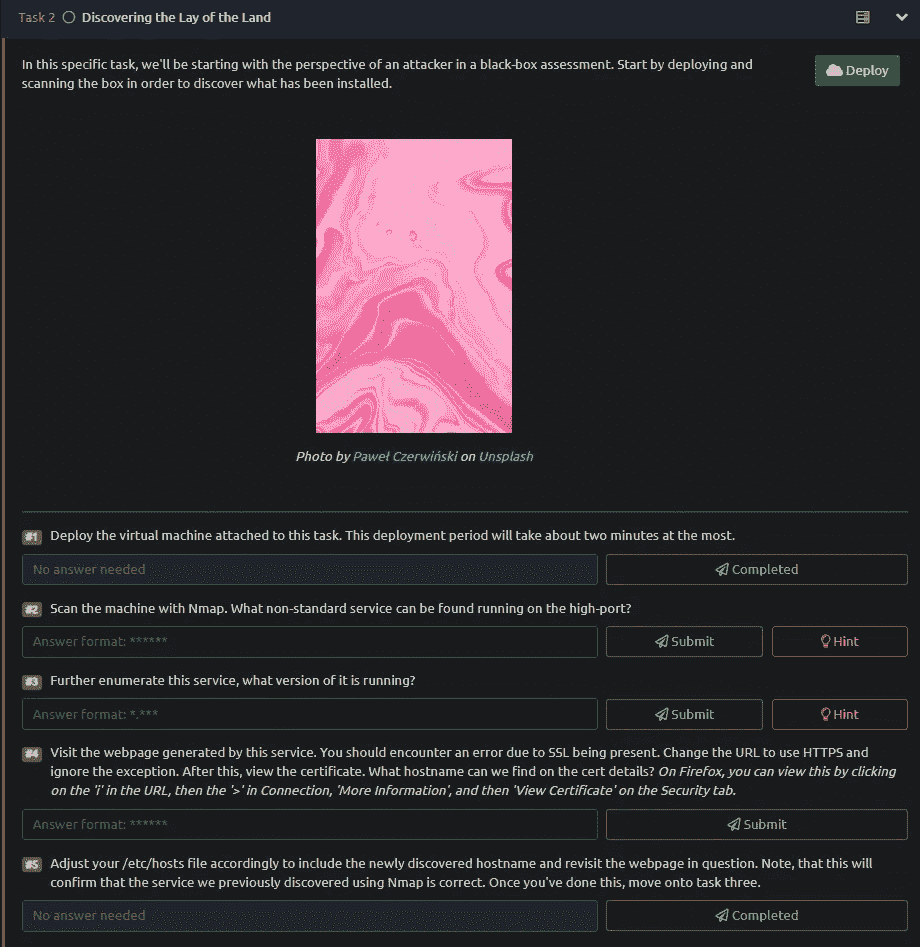 Task 2 Discovering the Lay of the Land
In this specific task, we'll be starting with the perspective of an attacker in a black-box assessment. Start by deploying and
scanning the box in order to discover what has been installed.
Deploy
Photo by Paweł Czerwiński on Unsplash
#1 Deploy the virtual machine attached to this task. This deployment period will take about two minutes at the most.
No answer needed
Completed
#2 Scan the machine with Nmap. What non-standard service can be found running on the high-port?
Answer format: ******
Submit
Hint
#3 Further enumerate this service, what version of it is running?
Answer format: *.***
Submit
Hint
#4 Visit the webpage generated by this service. You should encounter an error due to SSL being present. Change the URL to use HTTPS and
ignore the exception. After this, view the certificate. What hostname can we find on the cert details? On Firefox, you can view this by clicking
on the 'i' in the URL, then the '>' in Connection, 'More Information', and then 'View Certificate' on the Security tab.
Answer format: ******
Submit
#5 Adjust your /etc/hosts file accordingly to include the newly discovered hostname and revisit the webpage in question. Note, that this will
confirm that the service we previously discovered using Nmap is correct. Once you've done this, move onto task three.
No answer needed
Completed